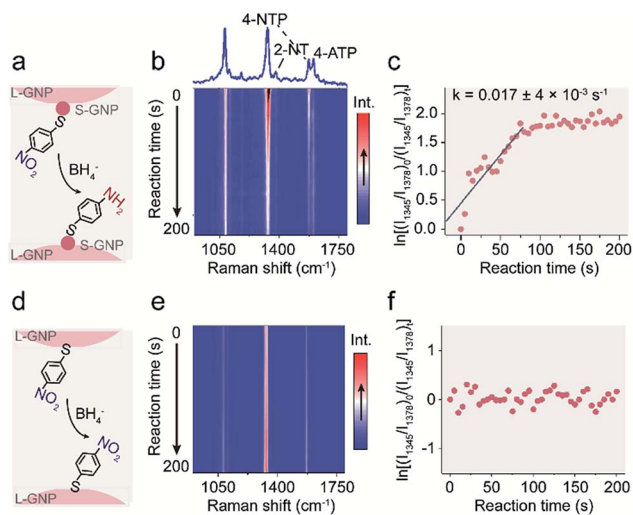 4-NTP
2-NT 4-ATP
a
L-GNP
S-GNP
S
NO2
BH4-
NH2
S
L-GNP
S-GNP
b
0
Reaction time (s)
200
1050 1400 1750
Raman shift (cm-1)
Int.
c
k = 0.017 ± 4 × 10-3 s-1
ln[(I1345/I1378)0/(I1345/I1378)t]
2.0
1.5
1.0
0.5
0.0
0 50 100 150 200
Reaction time (s)
d
L-GNP
S
NO2
BH4-
NO2
S
L-GNP
e
0
Reaction time (s)
200
1050 1400 1750
Raman shift (cm-1)
Int.
f
ln[(I1345/I1378)0/(I1345/I1378)t]
1
0
-1
0 50 100 150 200
Reaction time (s)